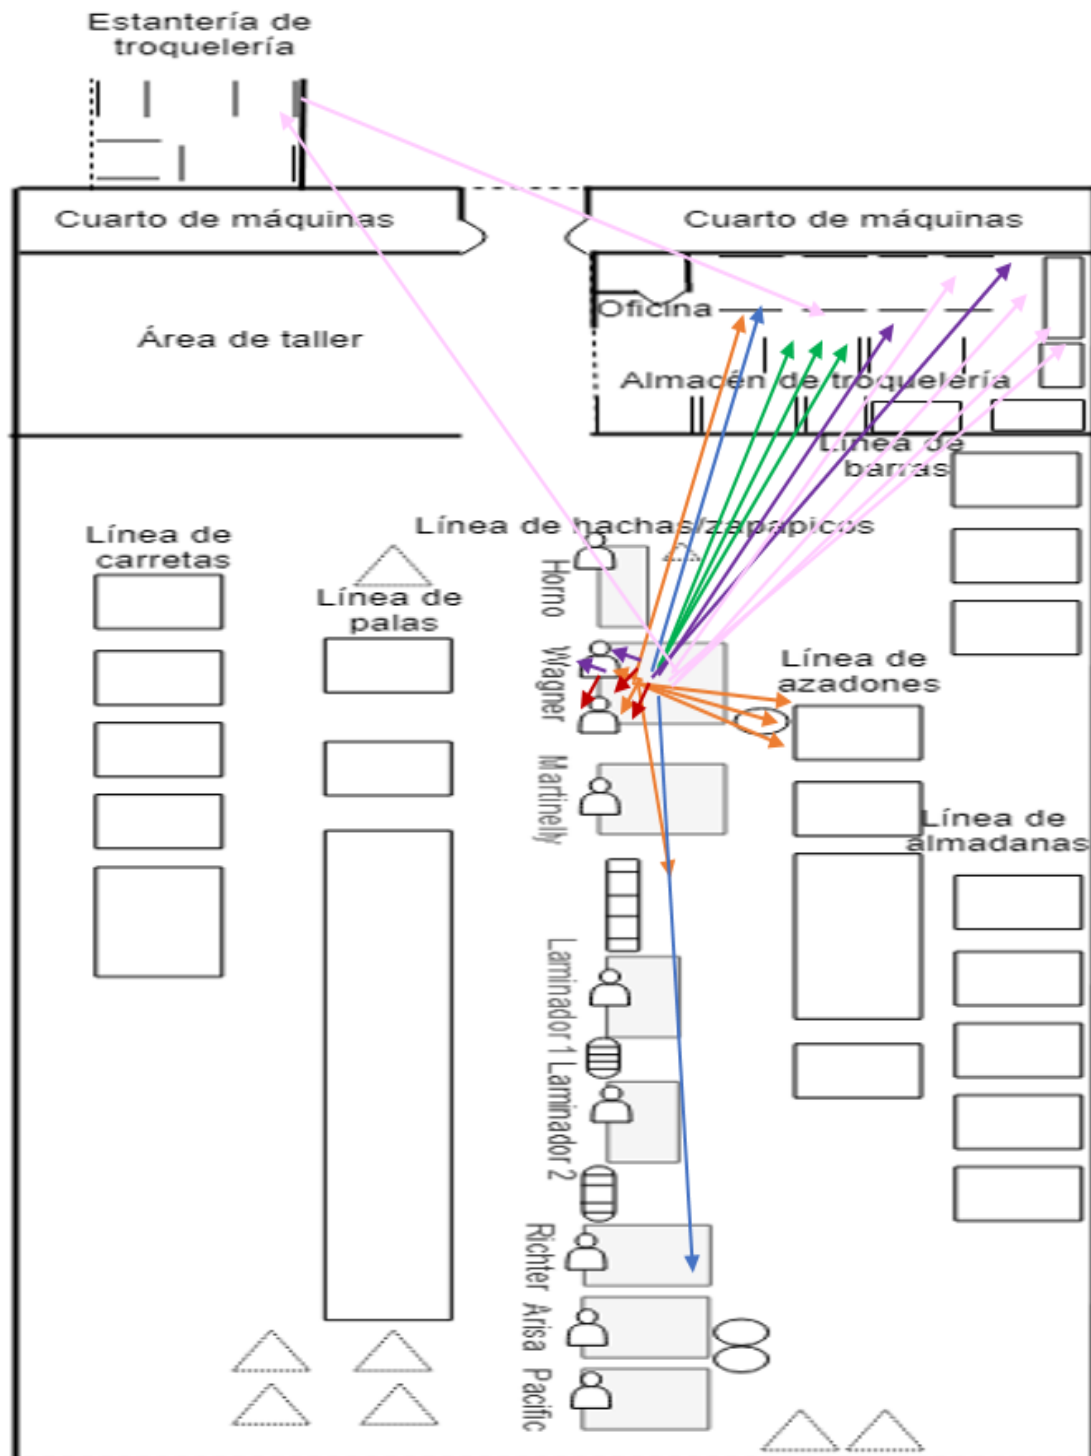 Estantería de
troquelería
Cuarto de máquinas
Cuarto de máquinas
Oficina
Área de taller
Almacén de troquelería
Línea de
barras
Línea de hachas/zapapicos
Línea de
carretas
Línea de
palas
Horno
Wagner
Línea de
azadones
Martinelly
Línea de
almadanas
Laminador 1
Laminador 2
Richter
Arisa
Pacific